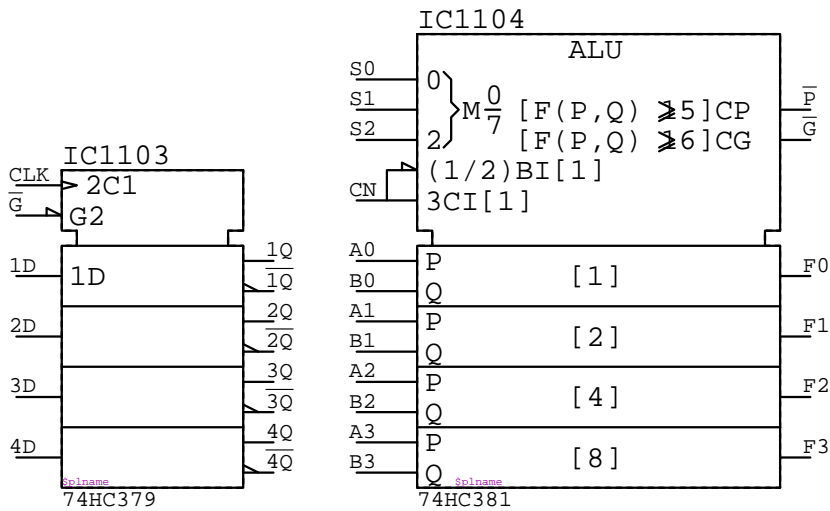 IC1103
CLK
2C1
G
G2
1D
1D
1Q
1Q
2D
2Q
2Q
3D
3Q
3Q
4D
4Q
4Q
$plname
74HC379
IC1104
ALU
S0
0
S1
M 0/7
[F(P,Q) ≥15]CP
P
S2
2
[F(P,Q) ≥16]CG
G
(1/2)BI[1]
CN
3CI[1]
A0
P
[1]
F0
B0
Q
A1
P
[2]
F1
B1
Q
A2
P
[4]
F2
B2
Q
A3
P
[8]
F3
B3
Q
$plname
74HC381